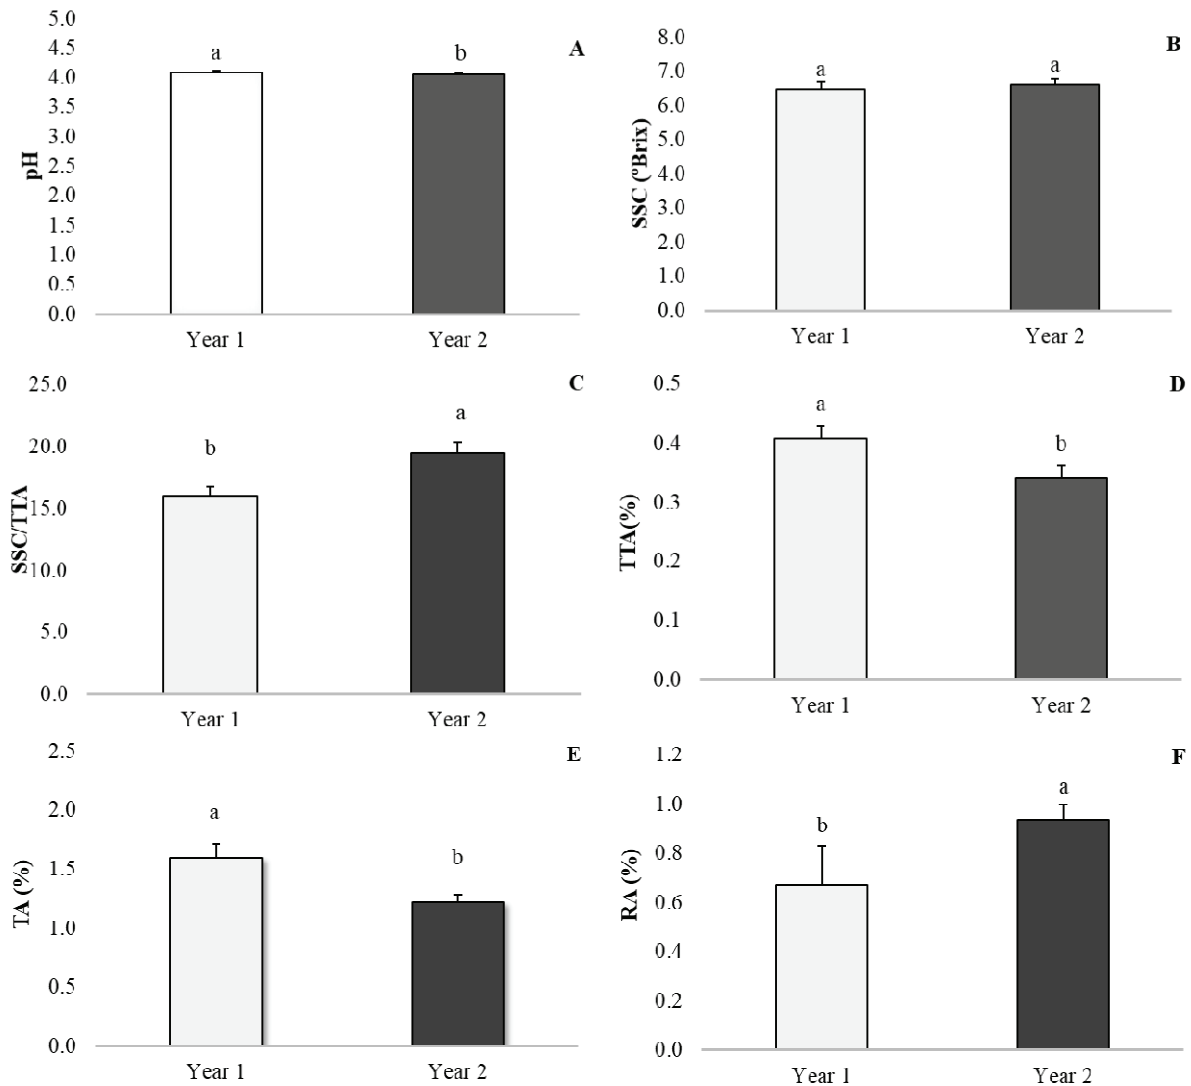 A
pH
5.0
4.5
4.0
3.5
3.0
2.5
2.0
1.5
1.0
0.5
0.0
a
b
Year 1
Year 2
B
SSC (ºBrix)
8.0
7.0
6.0
5.0
4.0
3.0
2.0
1.0
0.0
a
a
Year 1
Year 2
C
SSC/TTA
25.0
20.0
15.0
10.0
5.0
0.0
b
a
Year 1
Year 2
D
TTA(%)
0.5
0.4
0.3
0.2
0.1
0.0
a
b
Year 1
Year 2
E
TA (%)
2.5
2.0
1.5
1.0
0.5
0.0
a
b
Year 1
Year 2
F
RA (%)
1.2
1.0
0.8
0.6
0.4
0.2
0.0
b
a
Year 1
Year 2